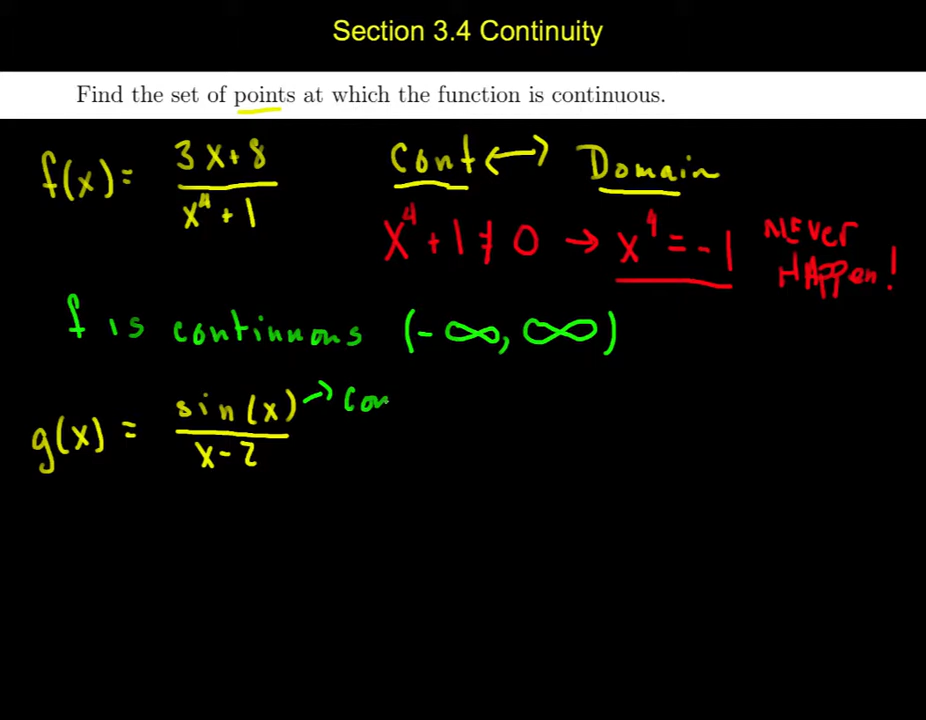 Section 3.4 Continuity
Find the set of points at which the function is continuous.
f(x) = (3x+8)/(x⁴+1) Cont ↔ Domain
x⁴+1 ≠ 0 → x⁴ = -1 NEVER HAPPEN!
f is continuous (-∞, ∞)
g(x) = sin(x)/(x-2) → Con